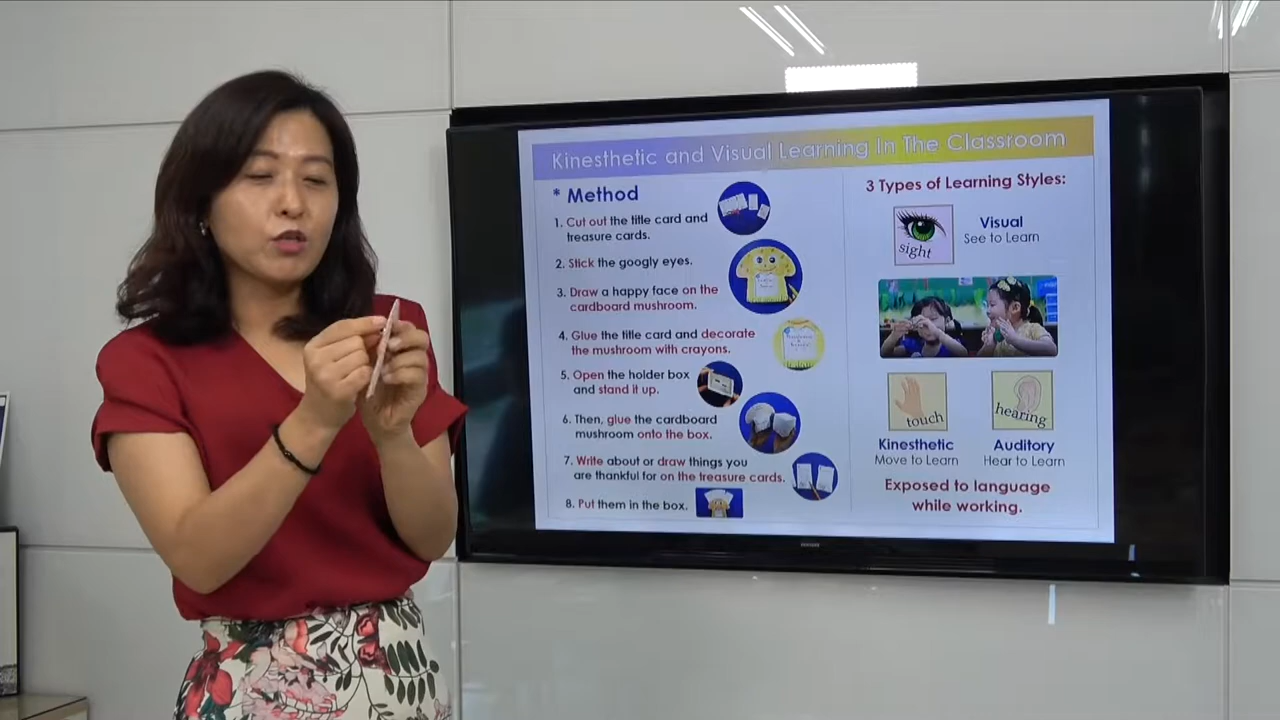 Kinesthetic and Visual Learning In The Classroom
* Method
1. Cut out the title card and
treasure cards.
2. Stick the googly eyes.
3. Draw a happy face on the
cardboard mushroom.
4. Glue the title card and decorate
the mushroom with crayons.
5. Open the holder box
and stand it up.
6. Then, glue the cardboard
mushroom onto the box.
7. Write about or draw things you
are thankful for on the treasure cards.
8. Put them in the box.
3 Types of Learning Styles:
sight
Visual
See to Learn
touch
hearing
Kinesthetic
Move to Learn
Auditory
Hear to Learn
Exposed to language
while working.